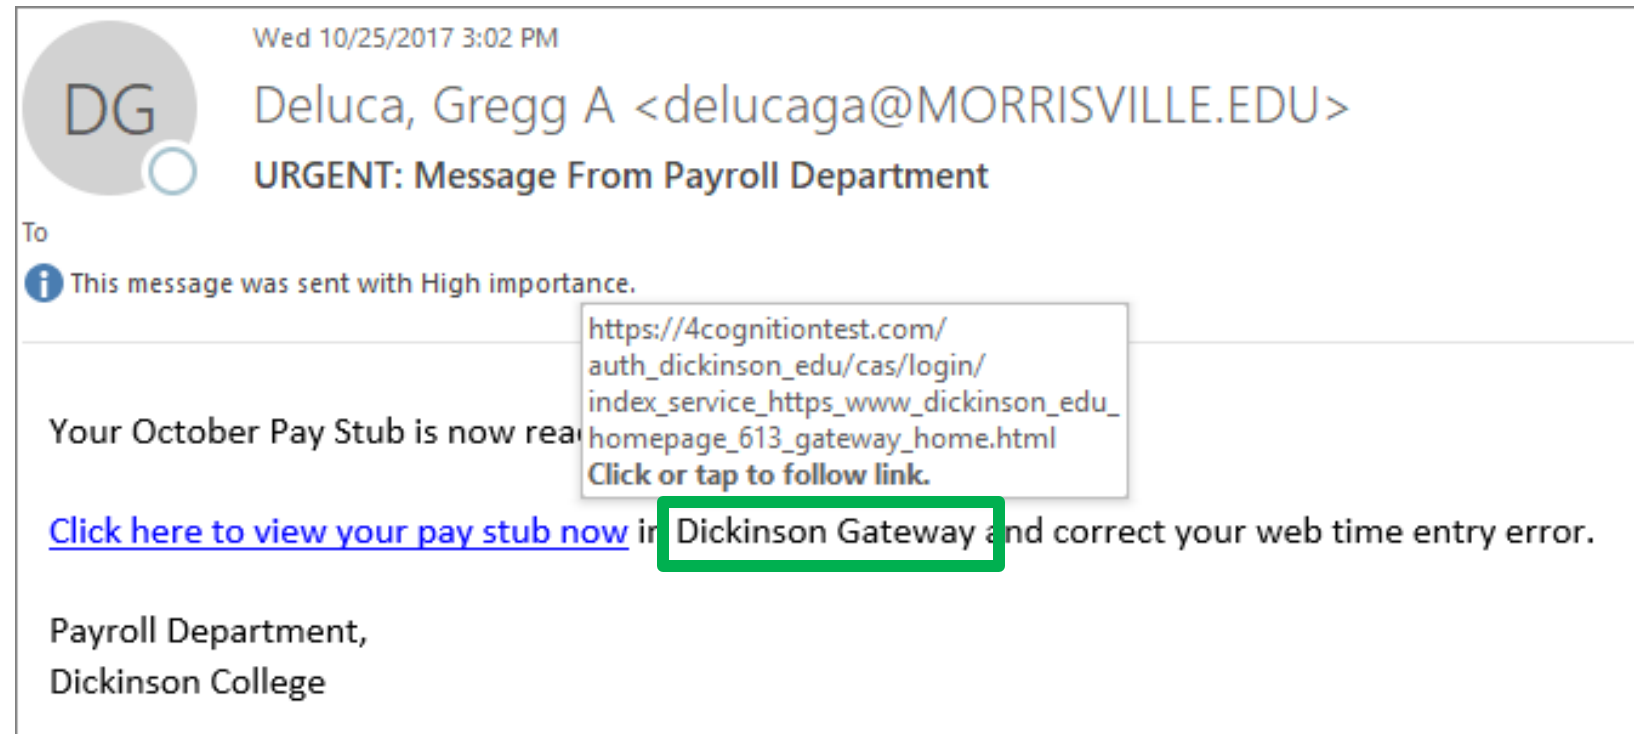 DG
Wed 10/25/2017 3:02 PM
Deluca, Gregg A <delucaga@MORRISVILLE.EDU>
URGENT: Message From Payroll Department
To
This message was sent with High importance.
https://4cognitiontest.com/
auth_dickinson_edu/cas/login/
index_service_https_www_dickinson_edu_
homepage_613_gateway_home.html
Click or tap to follow link.
Your October Pay Stub is now
Click here to view your pay stub now in Dickinson Gateway and correct your web time entry error.
Payroll Department,
Dickinson College